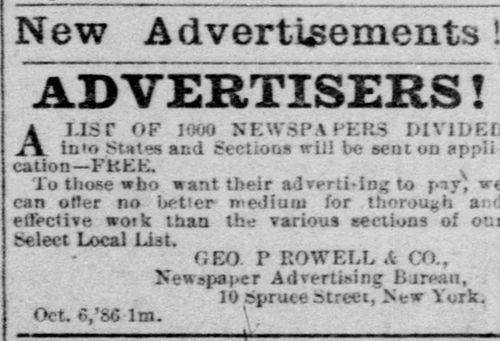 New Advertisements!
ADVERTISERS!
A LIST OF 1000 NEWSPAPERS DIVIDED
into States and Sections will be sent on appli-
cation—FREE.
To those who want their advertising to pay, we
can offer no better medium for thorough and
effective work than the various sections of our
Select Local List.
GEO. P ROWELL & CO.,
Newspaper Advertising Bureau,
10 Spruce Street, New York.
Oct. 6,'86 1m.